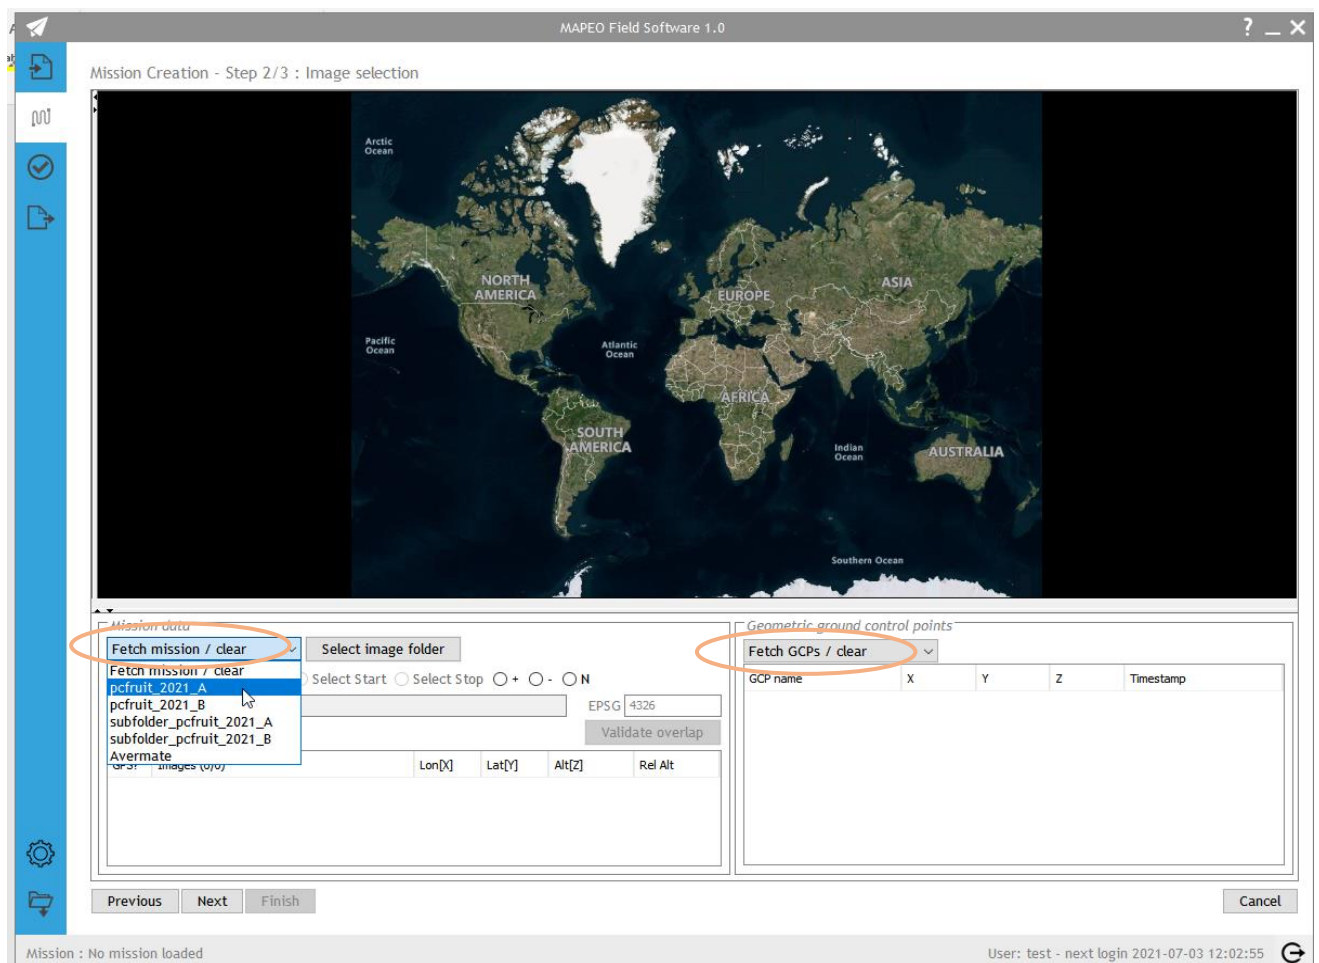 MAPEO Field Software 1.0
? _ ×
Mission Creation - Step 2/3 : Image selection
Arctic
Ocean
NORTH
AMERICA
EUROPE
ASIA
Pacific
Ocean
Atlantic
Ocean
AFRICA
SOUTH
AMERICA
Indian
Ocean
AUSTRALIA
Southern Ocean
Mission data
Fetch mission / clear
Select image folder
Fetch mission / clear
pcfruit_2021_A
pcfruit_2021_B
subfolder_pcfruit_2021_A
subfolder_pcfruit_2021_B
Avermate
Select Start Select Stop + - N
EPSG 4326
Validate overlap
GPS? Images (0/0) Lon[X] Lat[Y] Alt[Z] Rel Alt
Geometric ground control points
Fetch GCPs / clear
GCP name X Y Z Timestamp
Previous Next Finish
Cancel
Mission : No mission loaded
User: test - next login 2021-07-03 12:02:55